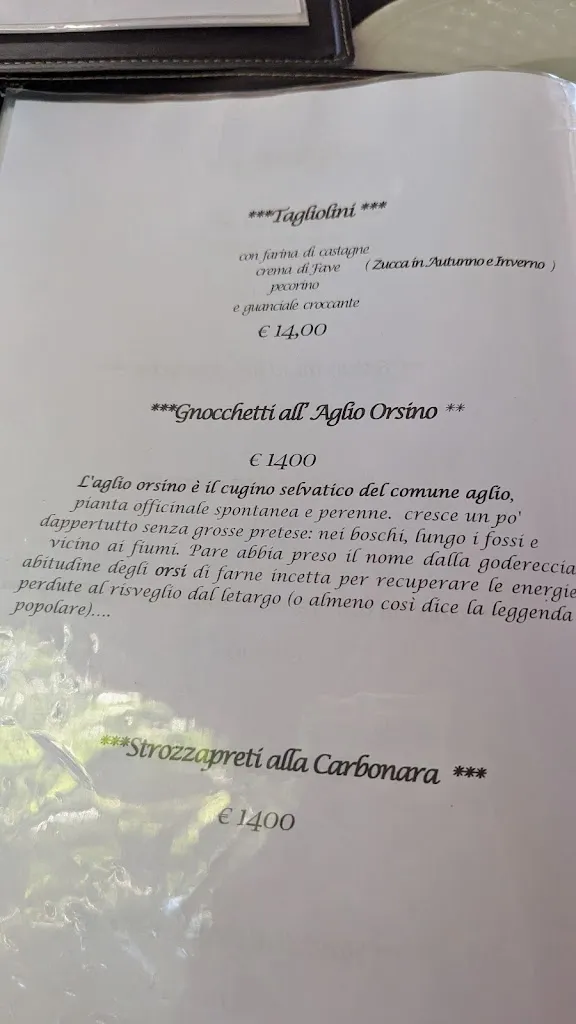 ***Tagliolini ***
con farina di castagne
crema di Fave ( Zucca in Autunno e Inverno )
pecorino
e guanciale croccante
€ 14,00
***Gnocchetti all' Aglio Orsino **
€ 1400
L'aglio orsino è il cugino selvatico del comune aglio,
pianta officinale spontanea e perenne. cresce un po'
dappertutto senza grosse pretese: nei boschi, lungo i fossi e
vicino ai fiumi. Pare abbia preso il nome dalla godereccia
abitudine degli orsi di farne incetta per recuperare le energie
perdute al risveglio dal letargo (o almeno così dice la leggenda
popolare)....
***Strozzapreti alla Carbonara ***
€ 1400